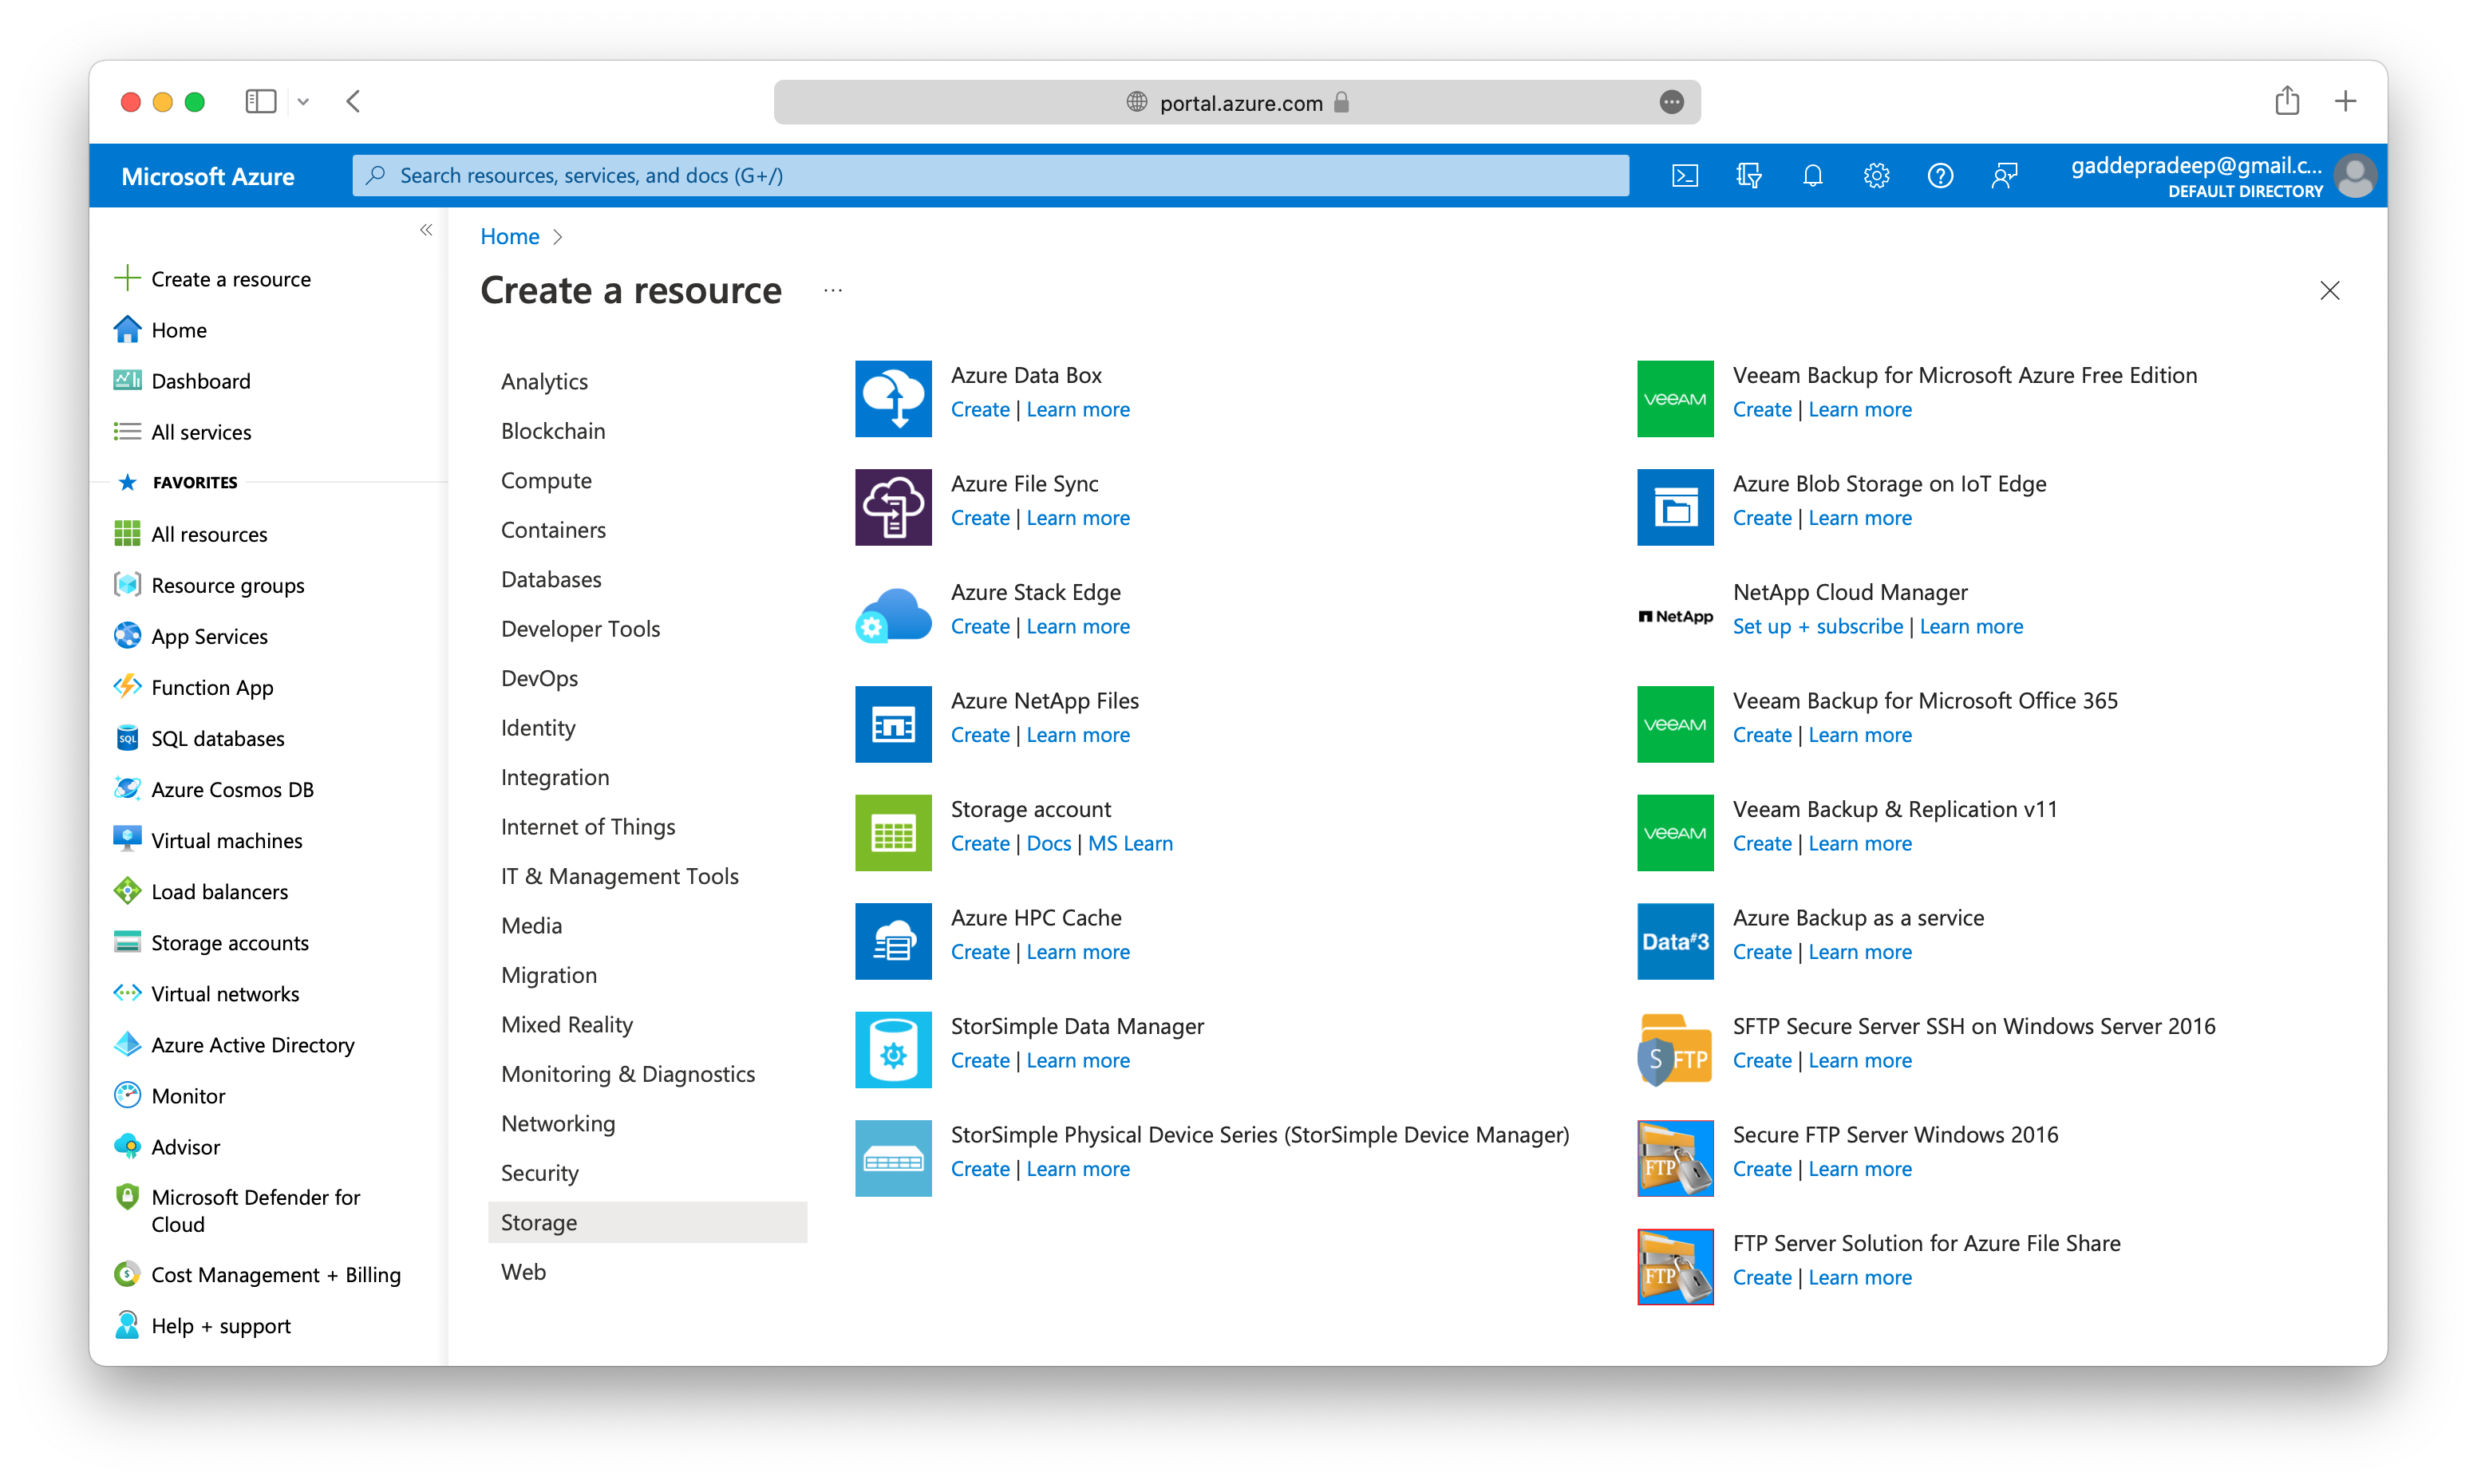 portal.azure.com
Microsoft Azure
Search resources, services, and docs (G+/)
gaddepradeep@gmail.c...
DEFAULT DIRECTORY
Create a resource
Home
Dashboard
All services
FAVORITES
All resources
Resource groups
App Services
Function App
SQL
SQL databases
Azure Cosmos DB
Virtual machines
Load balancers
Storage accounts
Virtual networks
Azure Active Directory
Monitor
Advisor
Microsoft Defender for
Cloud
Cost Management + Billing
Help + support
Home
Create a resource
Analytics
Blockchain
Compute
Containers
Databases
Developer Tools
DevOps
Identity
Integration
Internet of Things
IT & Management Tools
Media
Migration
Mixed Reality
Monitoring & Diagnostics
Networking
Security
Storage
Web
Azure Data Box
Create | Learn more
Azure File Sync
Create | Learn more
Azure Stack Edge
Create | Learn more
Azure NetApp Files
Create | Learn more
Storage account
Create | Docs | MS Learn
Azure HPC Cache
Create | Learn more
StorSimple Data Manager
Create | Learn more
StorSimple Physical Device Series (StorSimple Device Manager)
Create | Learn more
veeAM
Veeam Backup for Microsoft Azure Free Edition
Create | Learn more
Azure Blob Storage on IoT Edge
Create | Learn more
NetApp
NetApp Cloud Manager
Set up + subscribe | Learn more
veeAM
Veeam Backup for Microsoft Office 365
Create | Learn more
veeAM
Veeam Backup & Replication v11
Create | Learn more
Data#3
Azure Backup as a service
Create | Learn more
S FTP
SFTP Secure Server SSH on Windows Server 2016
Create | Learn more
FTP
Secure FTP Server Windows 2016
Create | Learn more
FTP
FTP Server Solution for Azure File Share
Create | Learn more